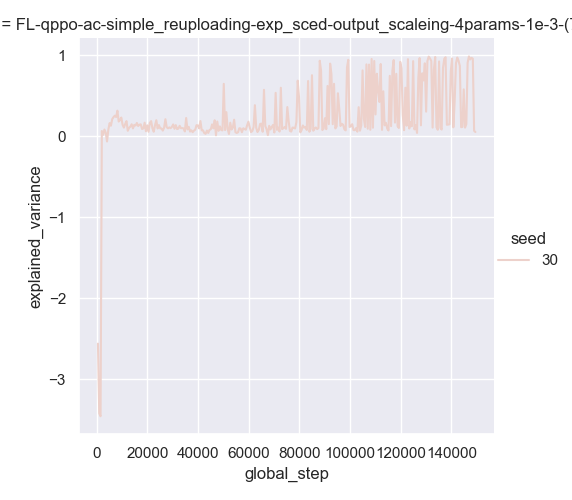 = FL-qppo-ac-simple_reuploading-exp_sced-output_scaleing-4params-1e-3-(
explained_variance
1
0
−1
−2
−3
0 20000 40000 60000 80000 100000 120000 140000
global_step
seed
30